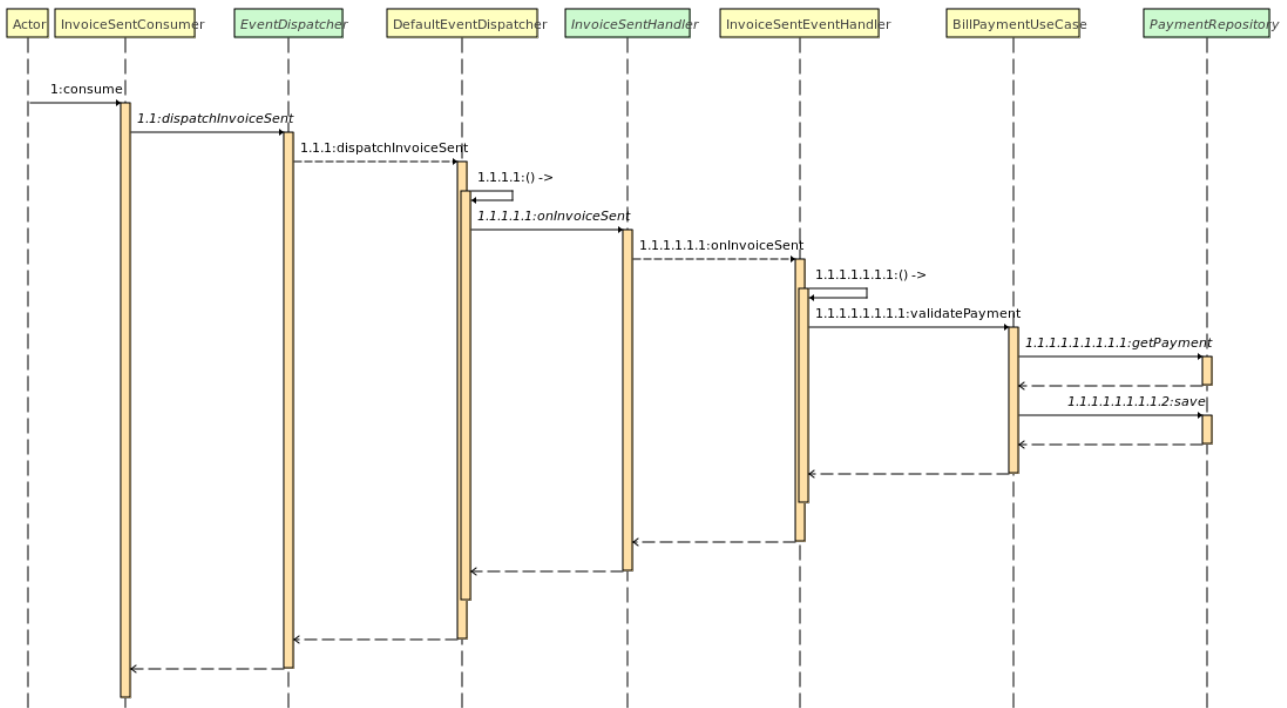 Actor
InvoiceSentConsumer
EventDispatcher
DefaultEventDispatcher
InvoiceSentHandler
InvoiceSentEventHandler
BillPaymentUseCase
PaymentRepository
1:consume
1.1:dispatchInvoiceSent
1.1.1:dispatchInvoiceSent
1.1.1.1:() ->
1.1.1.1.1:onInvoiceSent
1.1.1.1.1.1:onInvoiceSent
1.1.1.1.1.1.1:() ->
1.1.1.1.1.1.1.1:validatePayment
1.1.1.1.1.1.1.1.1:getPayment
1.1.1.1.1.1.1.1.2:save